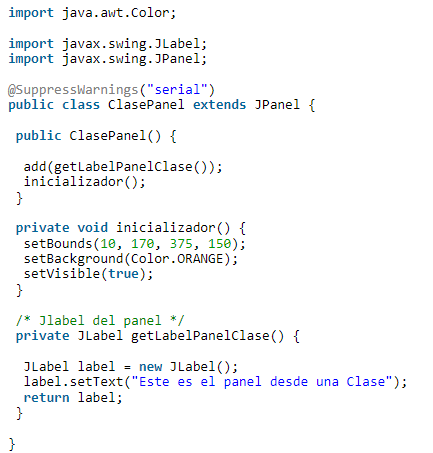 import java.awt.Color;
import javax.swing.JLabel;
import javax.swing.JPanel;
@SuppressWarnings("serial")
public class ClasePanel extends JPanel {
public ClasePanel() {
add(getLabelPanelClase());
inicializador();
}
private void inicializador() {
setBounds(10, 170, 375, 150);
setBackground(Color.ORANGE);
setVisible(true);
}
/* Jlabel del panel */
private JLabel getLabelPanelClase() {
JLabel label = new JLabel();
label.setText("Este es el panel desde una Clase");
return label;
}
}